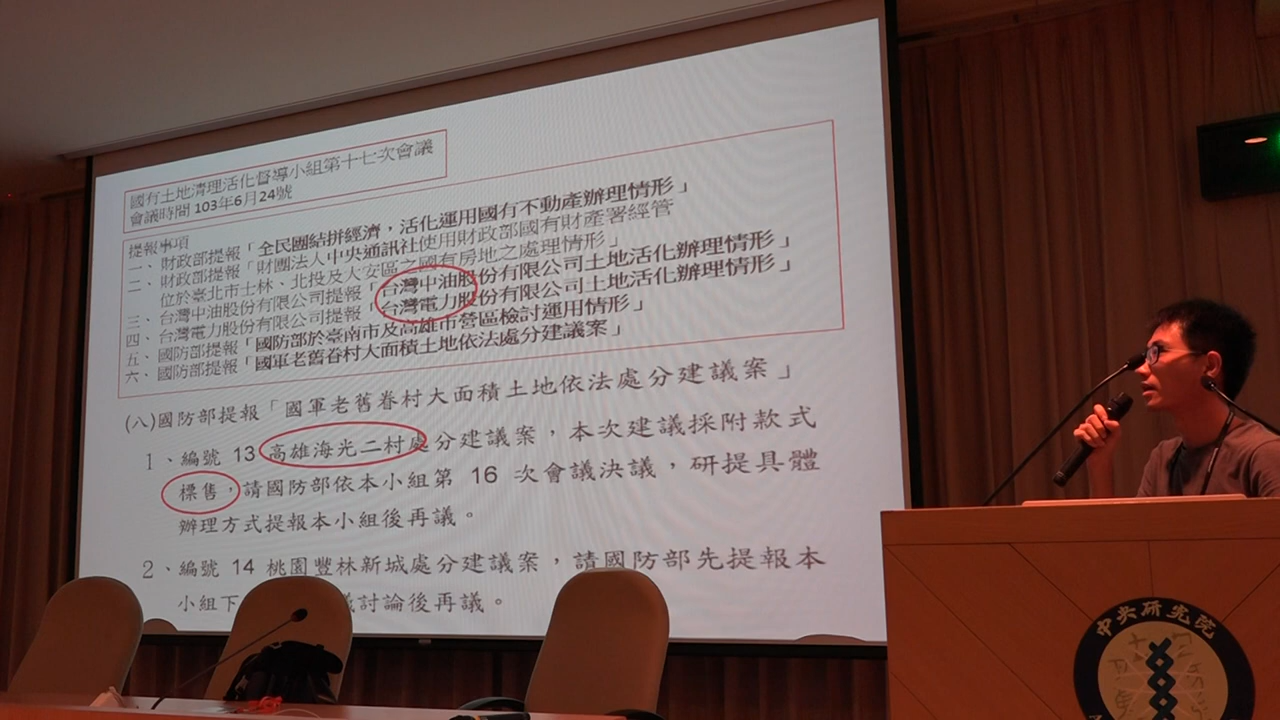 國有土地清理活化督導小組第十七次會議
會議時間 103年6月24號
提報事項
一、 財政部提報「全民團結拼經濟，活化運用國有不動產辦理情形」
二、 財政部提報「財團法人中央通訊社使用財政部國有財產署經管
位於臺北市士林、北投及大安區之國有房地之處理情形」
三、 台灣中油股份有限公司提報「台灣中油股份有限公司土地活化辦理情形」
四、 台灣電力股份有限公司提報「台灣電力股份有限公司土地活化辦理情形」
五、 國防部提報「國防部於臺南市及高雄市營區檢討運用情形」
六、 國防部提報「國軍老舊眷村大面積土地依法處分建議案」
(八)國防部提報「國軍老舊眷村大面積土地依法處分建議案」
1、編號 13 高雄海光二村處分建議案，本次建議採附款式
標售，請國防部依本小組第 16 次會議決議，研提具體
辦理方式提報本小組後再議。
2、編號 14 桃園豐林新城處分建議案，請國防部先提報本
小組下 討論後再議。
中央研究院